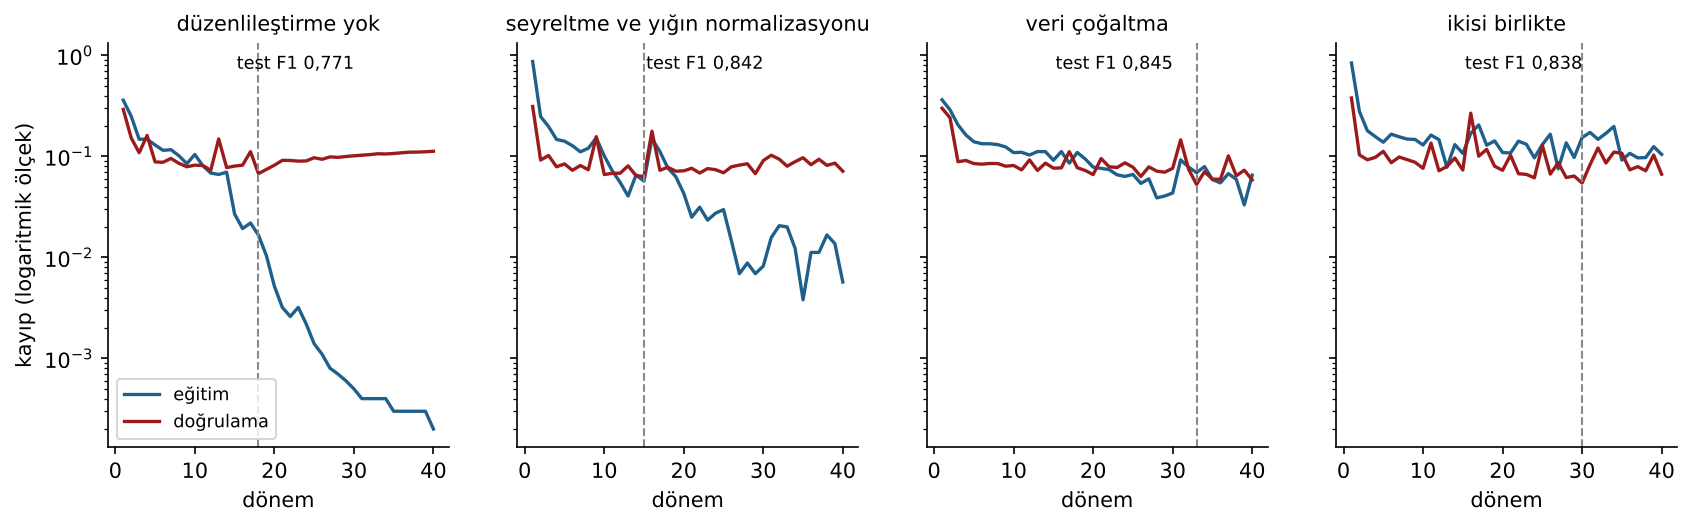 düzenlileştirme yok
seyreltme ve yığın normalizasyonu
veri çoğaltma
ikisi birlikte
test F1 0,771
test F1 0,842
test F1 0,845
test F1 0,838
kayıp (logaritmik ölçek)
10⁰
10⁻¹
10⁻²
10⁻³
eğitim
doğrulama
0 10 20 30 40
0 10 20 30 40
0 10 20 30 40
0 10 20 30 40
dönem
dönem
dönem
dönem